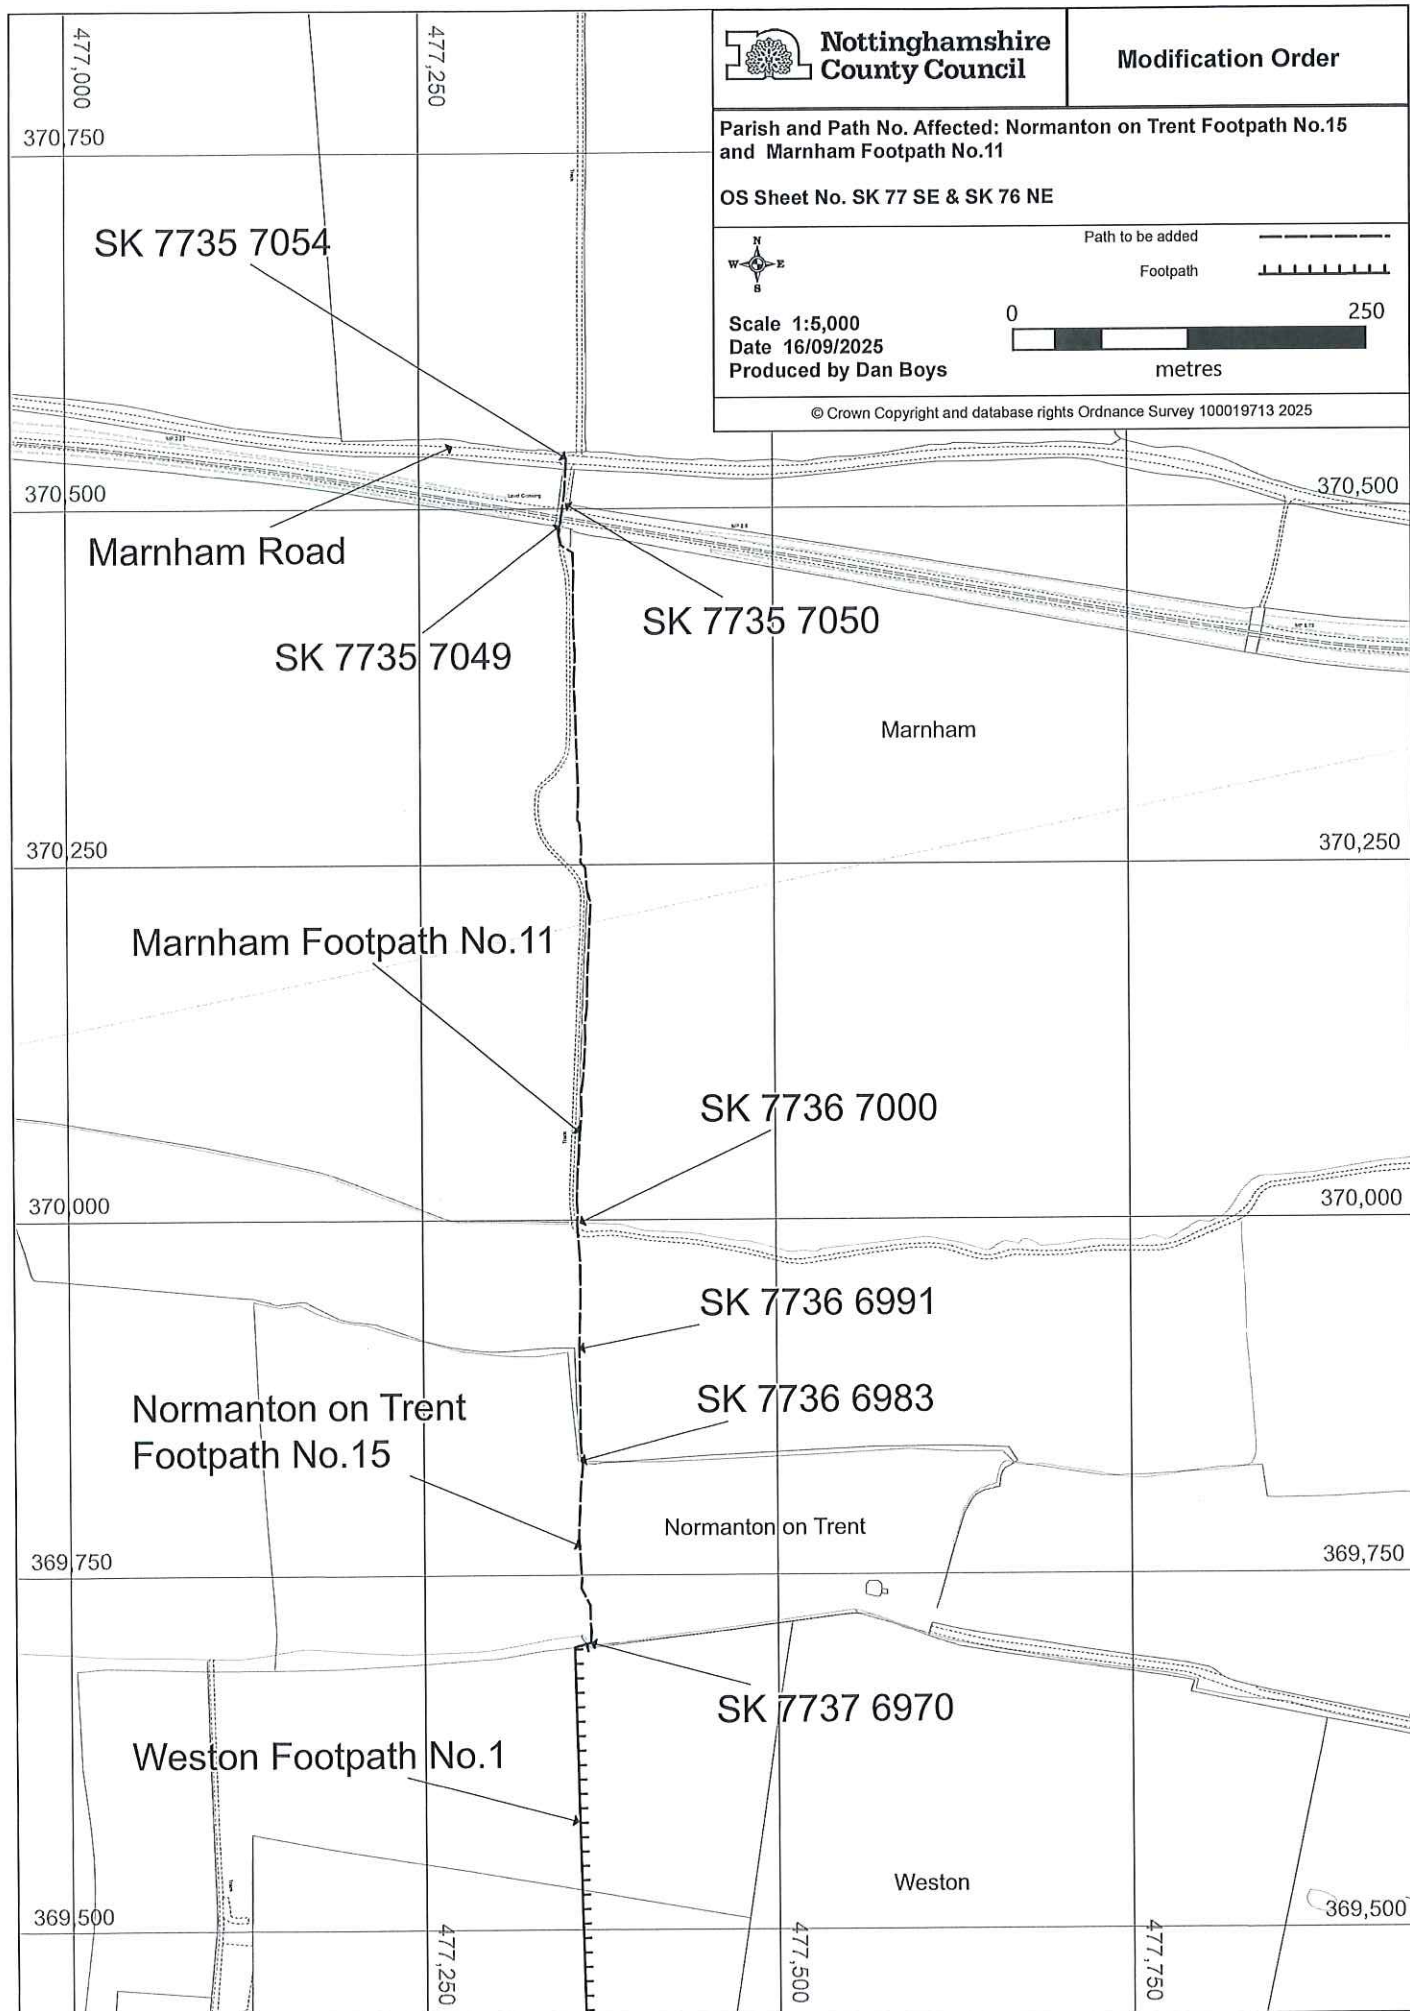 Nottinghamshire
County Council
Modification Order
Parish and Path No. Affected: Normanton on Trent Footpath No.15
and Marnham Footpath No.11
OS Sheet No. SK 77 SE & SK 76 NE
N
W E
S
Path to be added
Footpath
Scale 1:5,000
Date 16/09/2025
Produced by Dan Boys
0 250
metres
© Crown Copyright and database rights Ordnance Survey 100019713 2025
477,000
477,250
370,750
Track
SK 7735 7054
Level Crossing
370,500
370,500
Marnham Road
SK 7735 7050
SK 7735 7049
Marnham
370,250
370,250
Marnham Footpath No.11
SK 7736 7000
Track
370,000
370,000
SK 7736 6991
SK 7736 6983
Normanton on Trent
Footpath No.15
Normanton on Trent
369,750
369,750
SK 7737 6970
Weston Footpath No.1
Weston
369,500
369,500
477,250
477,500
477,750